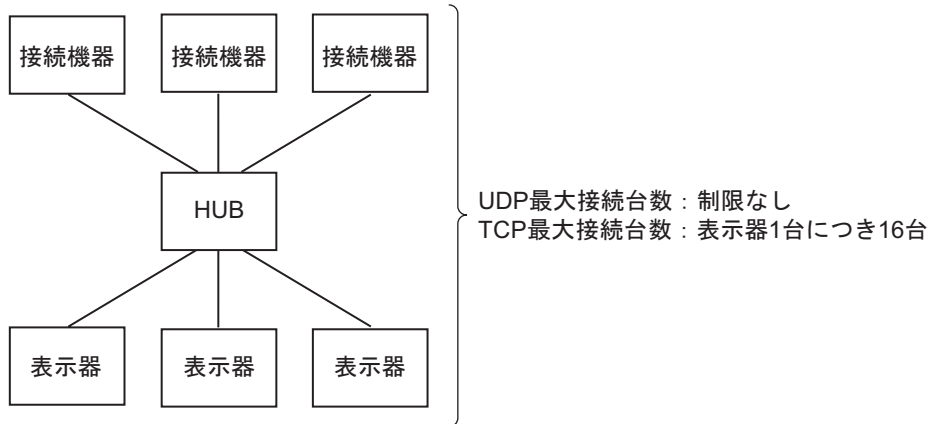 接続機器
接続機器
接続機器
HUB
UDP最大接続台数：制限なし
TCP最大接続台数：表示器1台につき16台
表示器
表示器
表示器